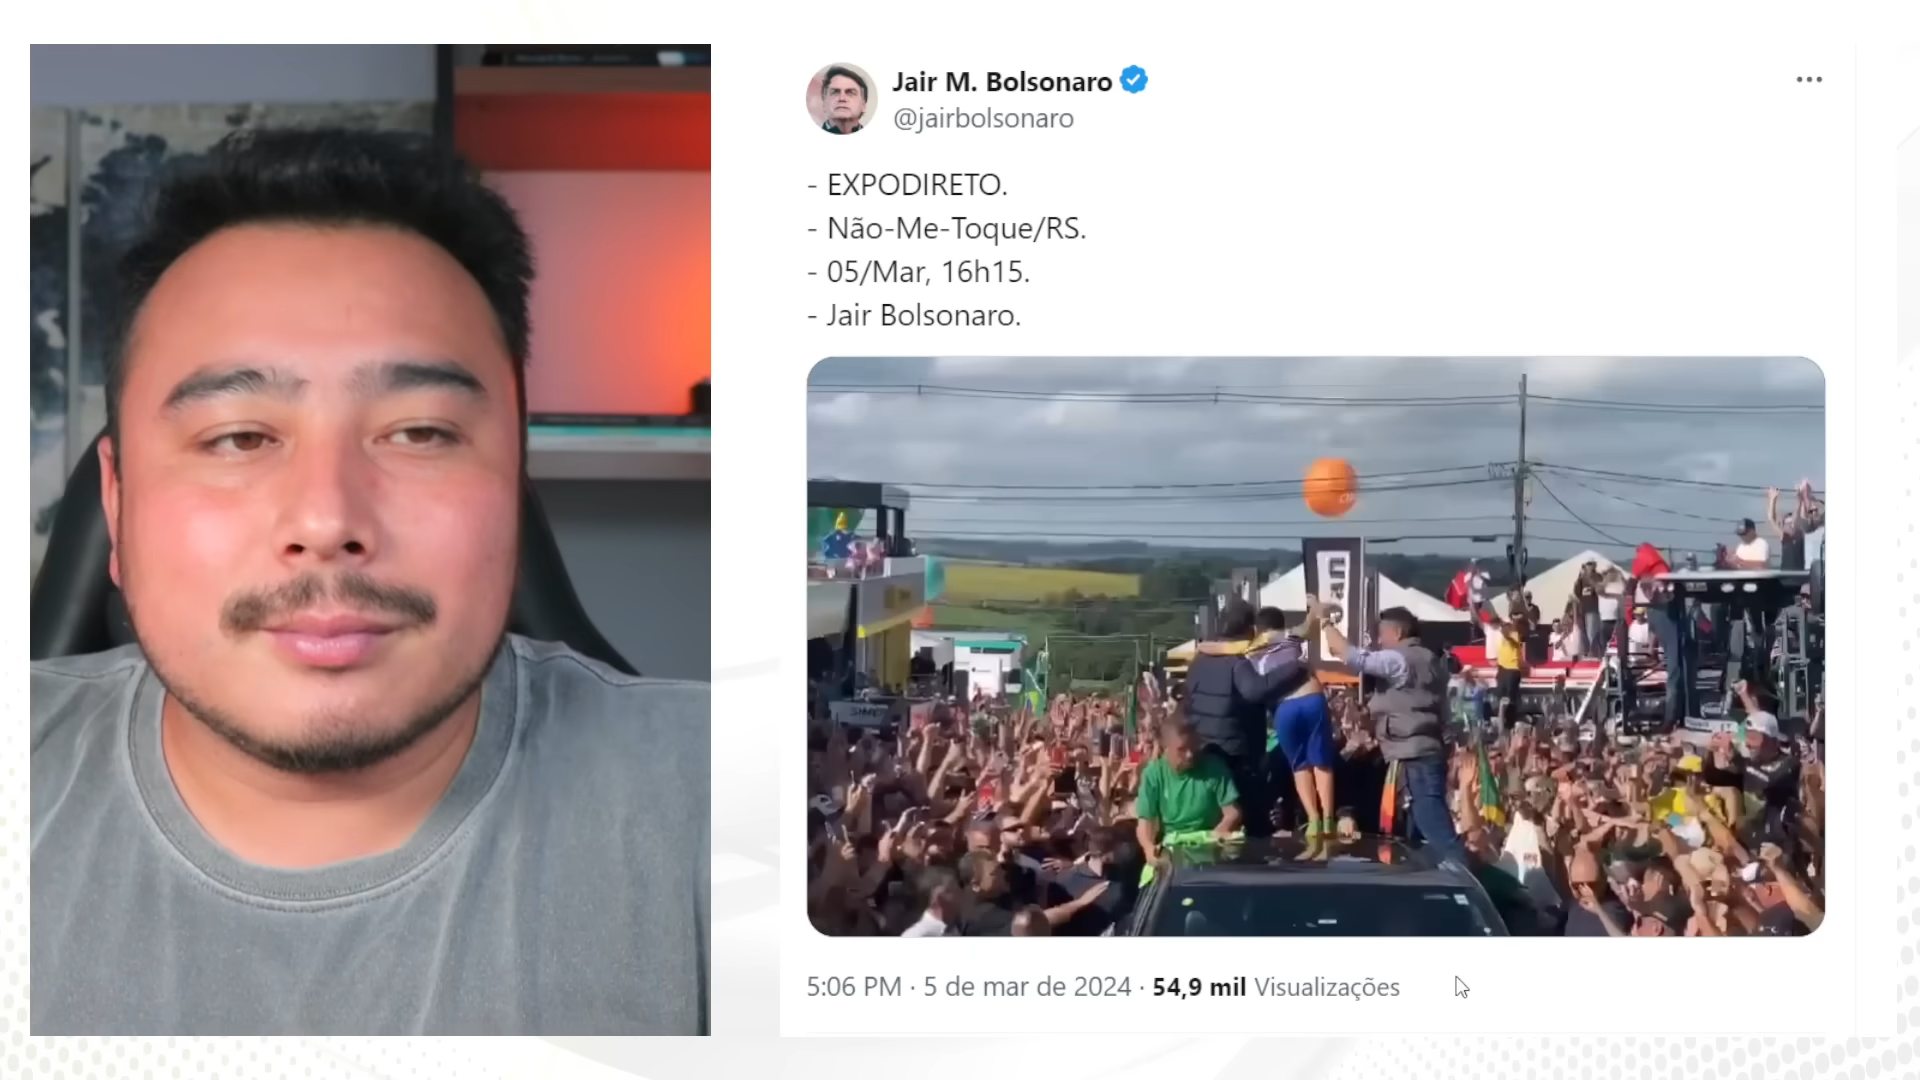 Jair M. Bolsonaro
@jairbolsonaro
- EXPODIRETO.
- Não-Me-Toque/RS.
- 05/Mar, 16h15.
- Jair Bolsonaro.
5:06 PM · 5 de mar de 2024 · 54,9 mil Visualizações